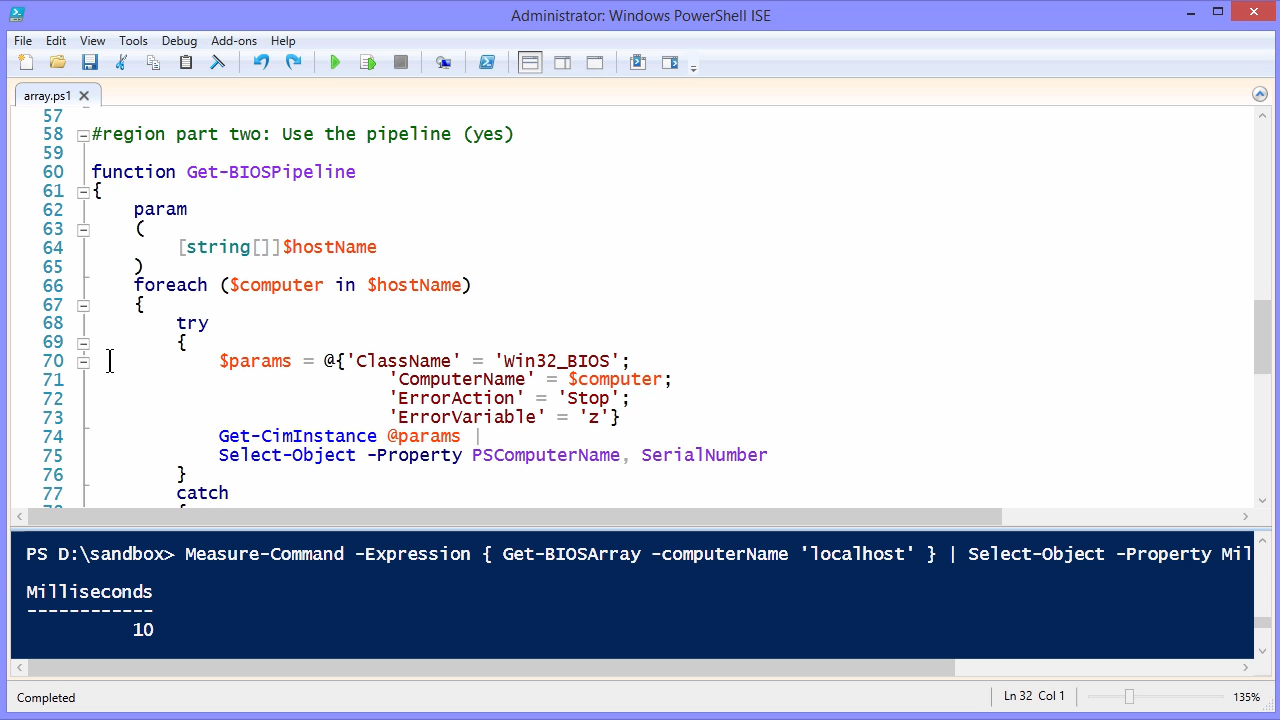 Administrator: Windows PowerShell ISE
File Edit View Tools Debug Add-ons Help
array.ps1
57
58 #region part two: Use the pipeline (yes)
59
60 function Get-BIOSPipeline
61 {
62 param
63 (
64 [string[]]$hostName
65 )
66 foreach ($computer in $hostName)
67 {
68 try
69 {
70 $params = @{'ClassName' = 'Win32_BIOS';
71 'ComputerName' = $computer;
72 'ErrorAction' = 'Stop';
73 'ErrorVariable' = 'z'}
74 Get-CimInstance @params |
75 Select-Object -Property PSComputerName, SerialNumber
76 }
77 catch
PS D:\sandbox> Measure-Command -Expression { Get-BIOSArray -computerName 'localhost' } | Select-Object -Property Mil
Milliseconds
------------
10
Completed Ln 32 Col 1 135%